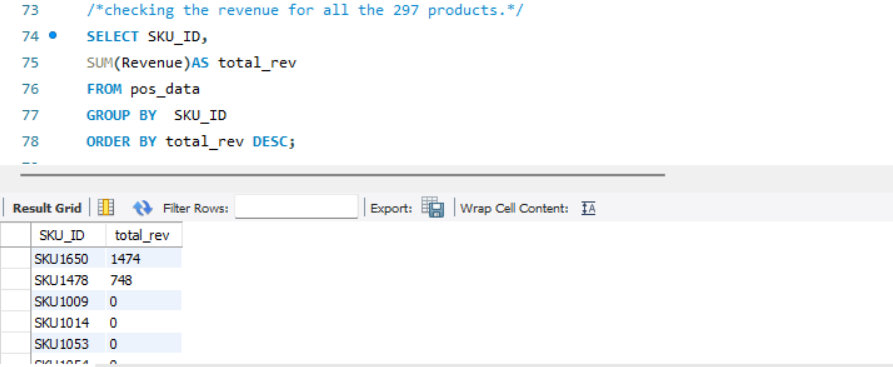 73 /*checking the revenue for all the 297 products.*/
74 SELECT SKU_ID,
75 SUM(Revenue)AS total_rev
76 FROM pos_data
77 GROUP BY  SKU_ID
78 ORDER BY total_rev DESC;
Result Grid Filter Rows: Export: Wrap Cell Content: IA
SKU_ID total_rev
SKU1650 1474
SKU1478 748
SKU1009 0
SKU1014 0
SKU1053 0